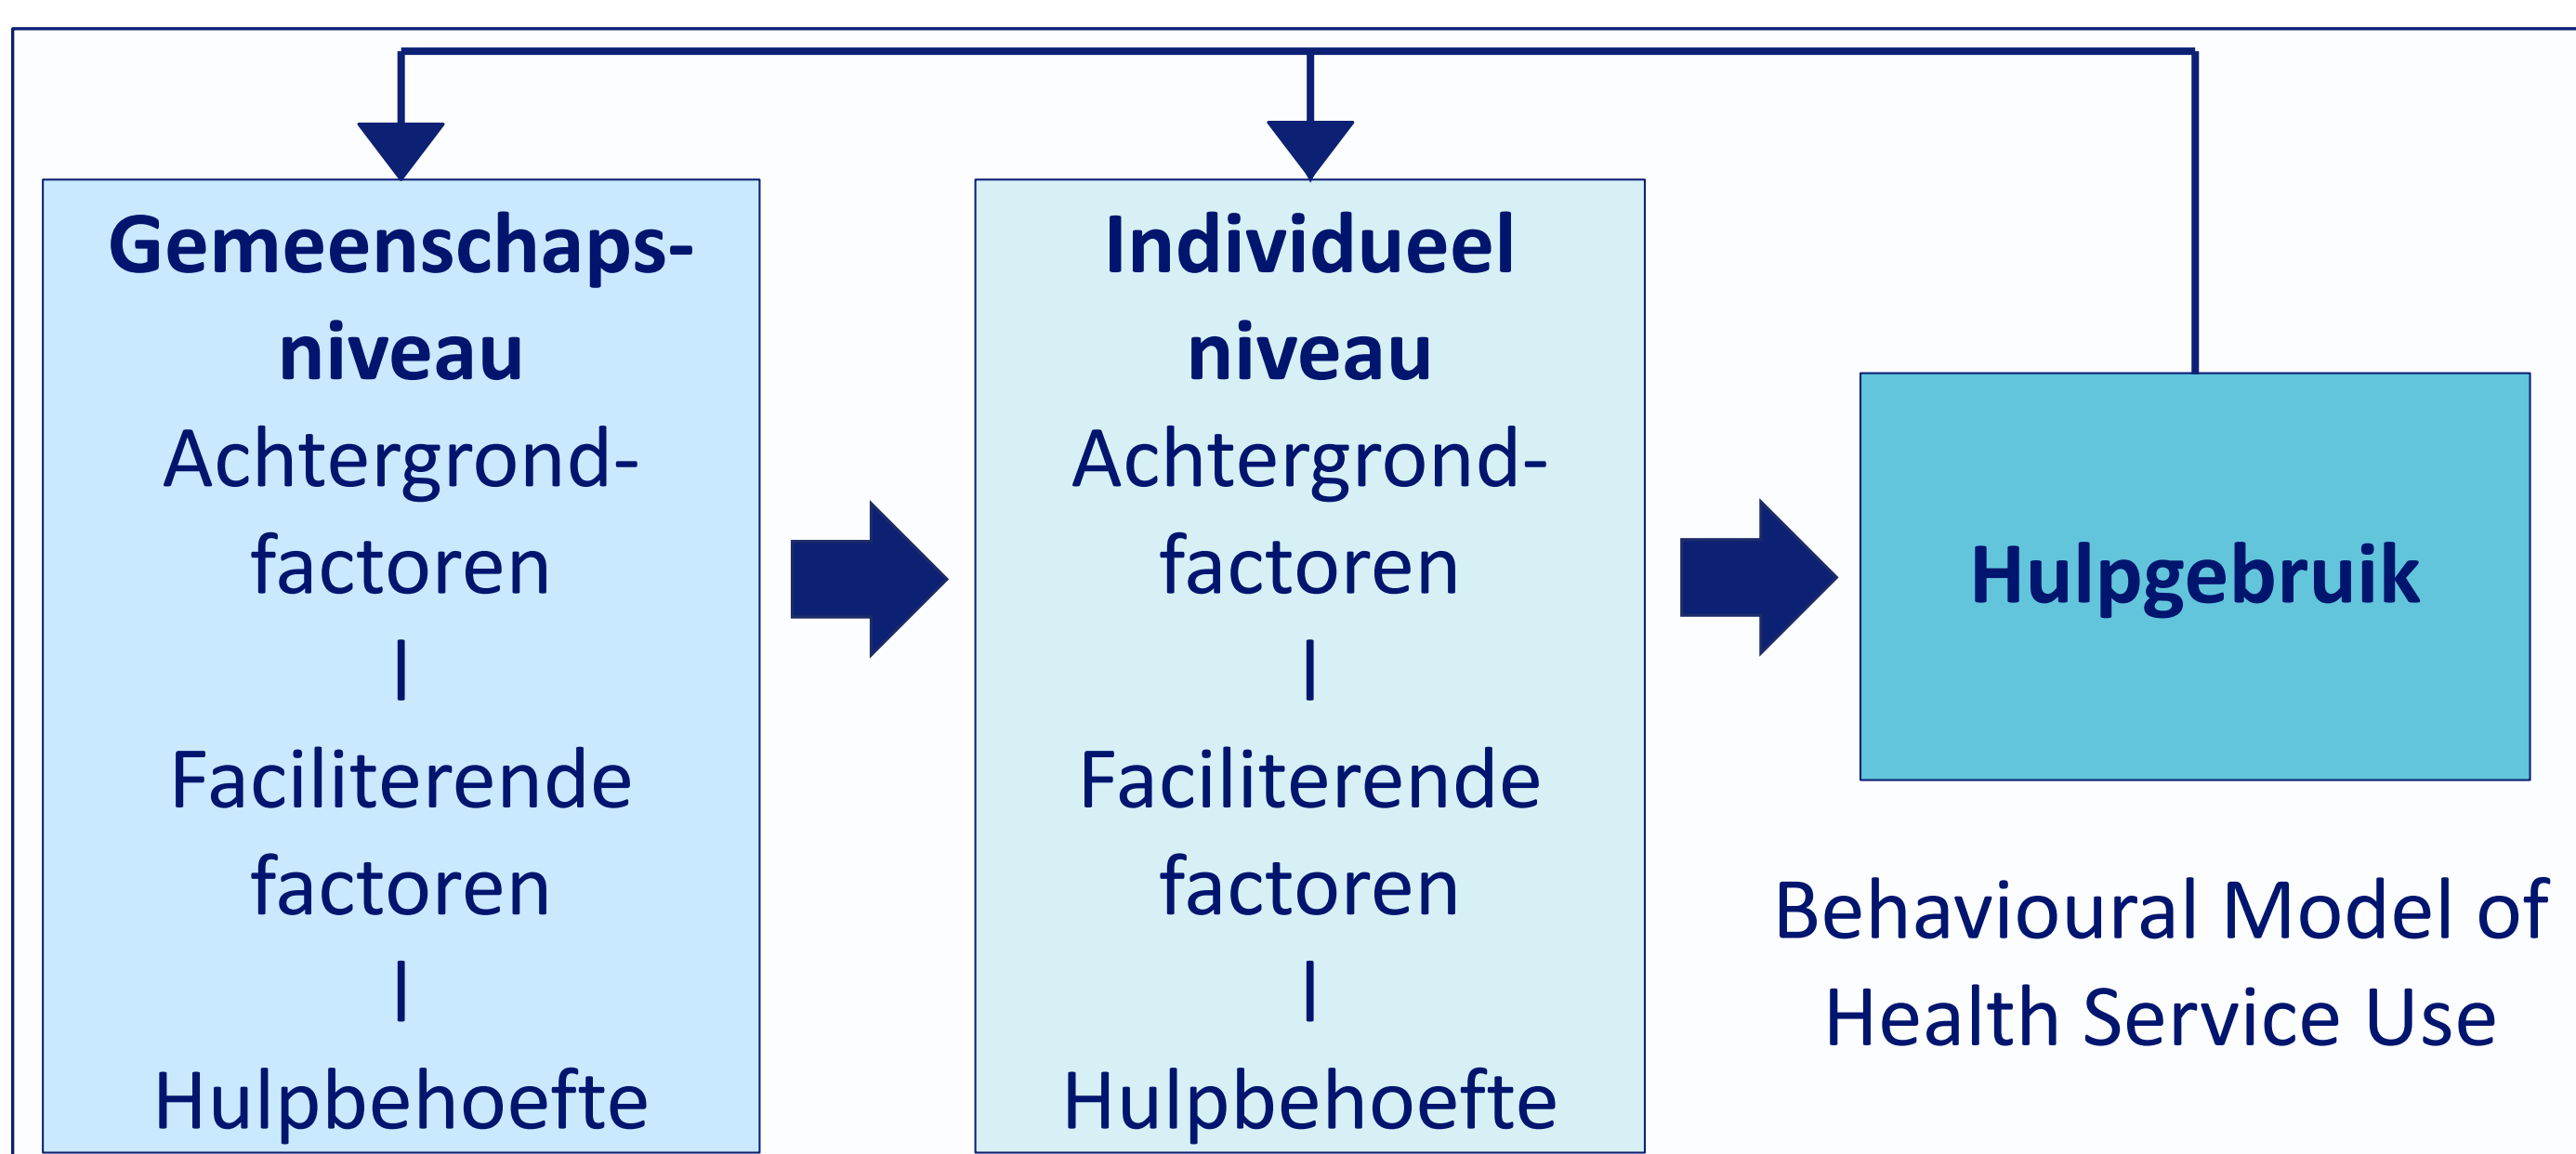 Gemeenschaps-
niveau
Achtergrond-
factoren
Faciliterende
factoren
Hulpbehoefte
Individueel
niveau
Achtergrond-
factoren
Faciliterende
factoren
Hulpbehoefte
Hulpgebruik
Behavioural Model of
Health Service Use